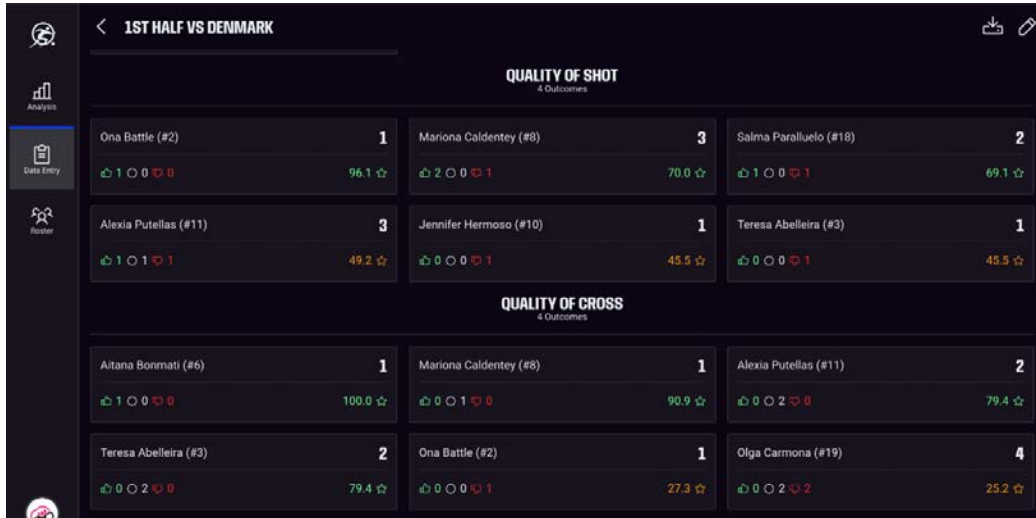 1ST HALF VS DENMARK
Analysis
Data Entry
Roster
QUALITY OF SHOT
4 Outcomes
Ona Battle (#2) 1
1 0 0 96.1
Mariona Caldentey (#8) 3
2 0 1 70.0
Salma Paralluelo (#18) 2
1 0 1 69.1
Alexia Putellas (#11) 3
1 1 1 49.2
Jennifer Hermoso (#10) 1
0 0 1 45.5
Teresa Abelleira (#3) 1
0 0 1 45.5
QUALITY OF CROSS
4 Outcomes
Aitana Bonmati (#6) 1
1 0 0 100.0
Mariona Caldentey (#8) 1
0 1 0 90.9
Alexia Putellas (#11) 2
0 2 0 79.4
Teresa Abelleira (#3) 2
0 2 0 79.4
Ona Battle (#2) 1
0 0 1 27.3
Olga Carmona (#19) 4
0 2 2 25.2